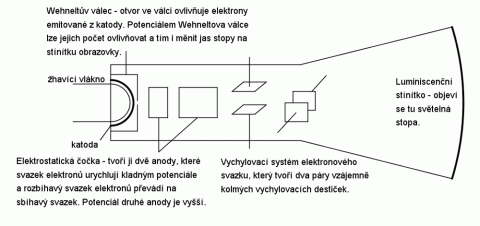 Wehneltův válec - otvor ve válci ovlivňuje elektrony
emitované z katody. Potenciálem Wehneltova válce
lze jejich počet ovlivňovat a tím i měnit jas stopy na
stínítku obrazovky.
žhavící vlákno
Luminiscenční
stínítko - objeví
se tu světelná
stopa.
katoda
Elektrostatická čočka - tvoří ji dvě anody, které
svazek elektronů urychlují kladným potenciále
a rozbíhavý svazek elektronů převádí na
sbíhavý svazek. Potenciál druhé anody je vyšší.
Vychylovací systém elektronového
svazku, který tvoří dva páry vzájemně
kolmých vychylovacích destiček.